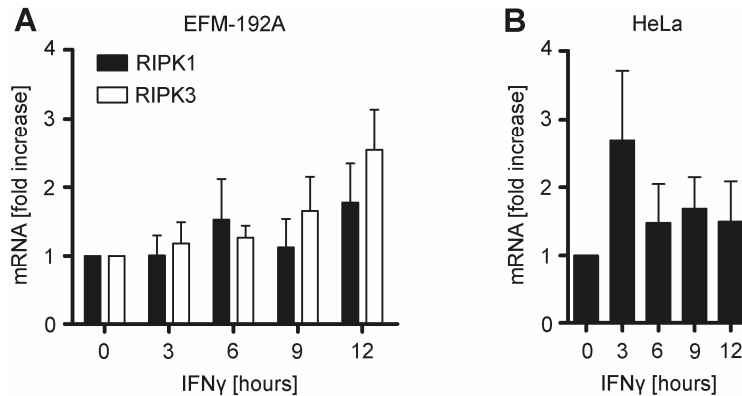 A
EFM-192A
RIPK1
RIPK3
mRNA [fold increase]
4
3
2
1
0
0 3 6 9 12
IFNγ [hours]
B
HeLa
mRNA [fold increase]
4
3
2
1
0
0 3 6 9 12
IFNγ [hours]